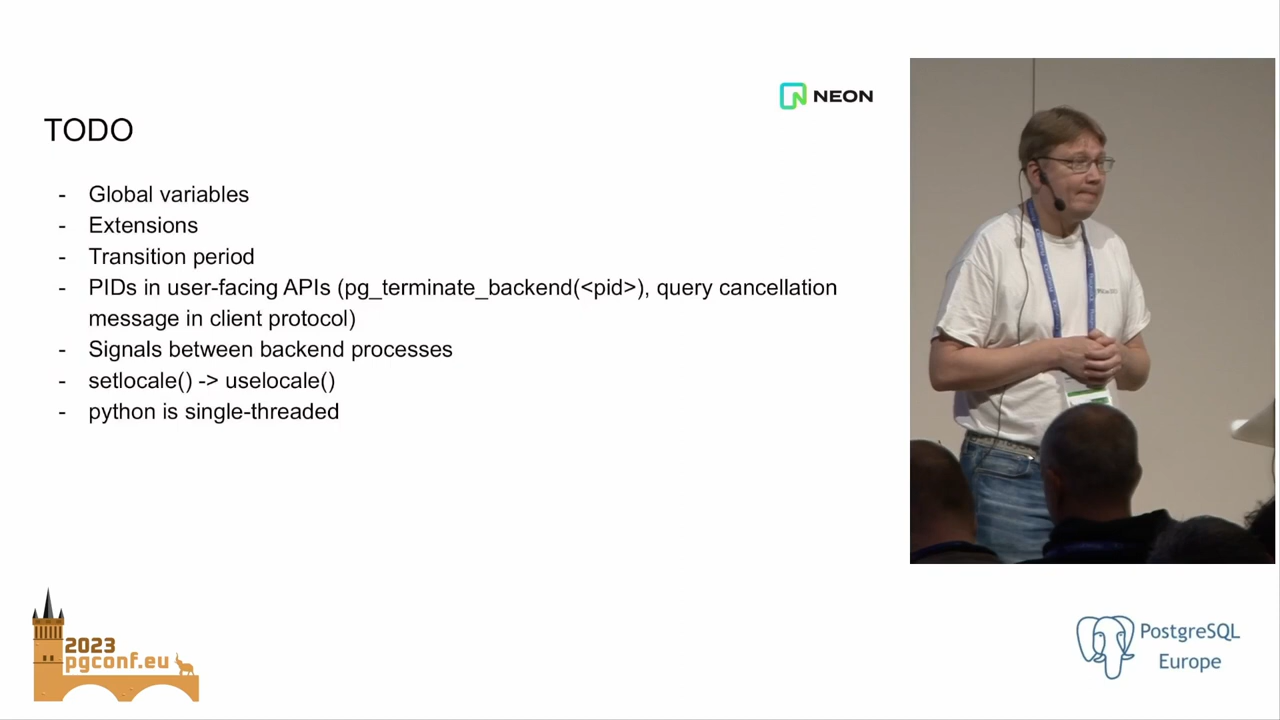 NEON
TODO
- Global variables
- Extensions
- Transition period
- PIDs in user-facing APIs (pg_terminate_backend(<pid>), query cancellation
message in client protocol)
- Signals between backend processes
- setlocale() -> uselocale()
- python is single-threaded
2023
pgconf.eu
PostgreSQL
Europe